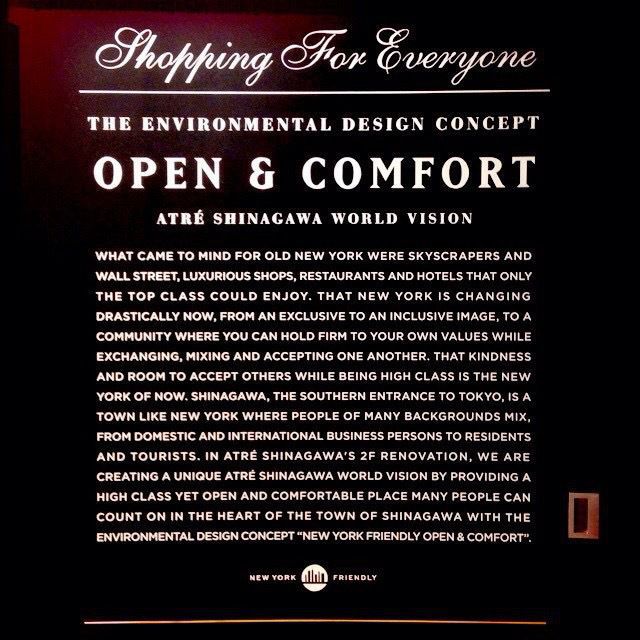 Shopping For Everyone
THE ENVIRONMENTAL DESIGN CONCEPT
OPEN & COMFORT
ATRÉ SHINAGAWA WORLD VISION
WHAT CAME TO MIND FOR OLD NEW YORK WERE SKYSCRAPERS AND
WALL STREET, LUXURIOUS SHOPS, RESTAURANTS AND HOTELS THAT ONLY
THE TOP CLASS COULD ENJOY. THAT NEW YORK IS CHANGING
DRASTICALLY NOW, FROM AN EXCLUSIVE TO AN INCLUSIVE IMAGE, TO A
COMMUNITY WHERE YOU CAN HOLD FIRM TO YOUR OWN VALUES WHILE
EXCHANGING, MIXING AND ACCEPTING ONE ANOTHER. THAT KINDNESS
AND ROOM TO ACCEPT OTHERS WHILE BEING HIGH CLASS IS THE NEW
YORK OF NOW. SHINAGAWA, THE SOUTHERN ENTRANCE TO TOKYO, IS A
TOWN LIKE NEW YORK WHERE PEOPLE OF MANY BACKGROUNDS MIX,
FROM DOMESTIC AND INTERNATIONAL BUSINESS PERSONS TO RESIDENTS
AND TOURISTS. IN ATRÉ SHINAGAWA'S 2F RENOVATION, WE ARE
CREATING A UNIQUE ATRÉ SHINAGAWA WORLD VISION BY PROVIDING A
HIGH CLASS YET OPEN AND COMFORTABLE PLACE MANY PEOPLE CAN
COUNT ON IN THE HEART OF THE TOWN OF SHINAGAWA WITH THE
ENVIRONMENTAL DESIGN CONCEPT "NEW YORK FRIENDLY OPEN & COMFORT".
NEW YORK FRIENDLY